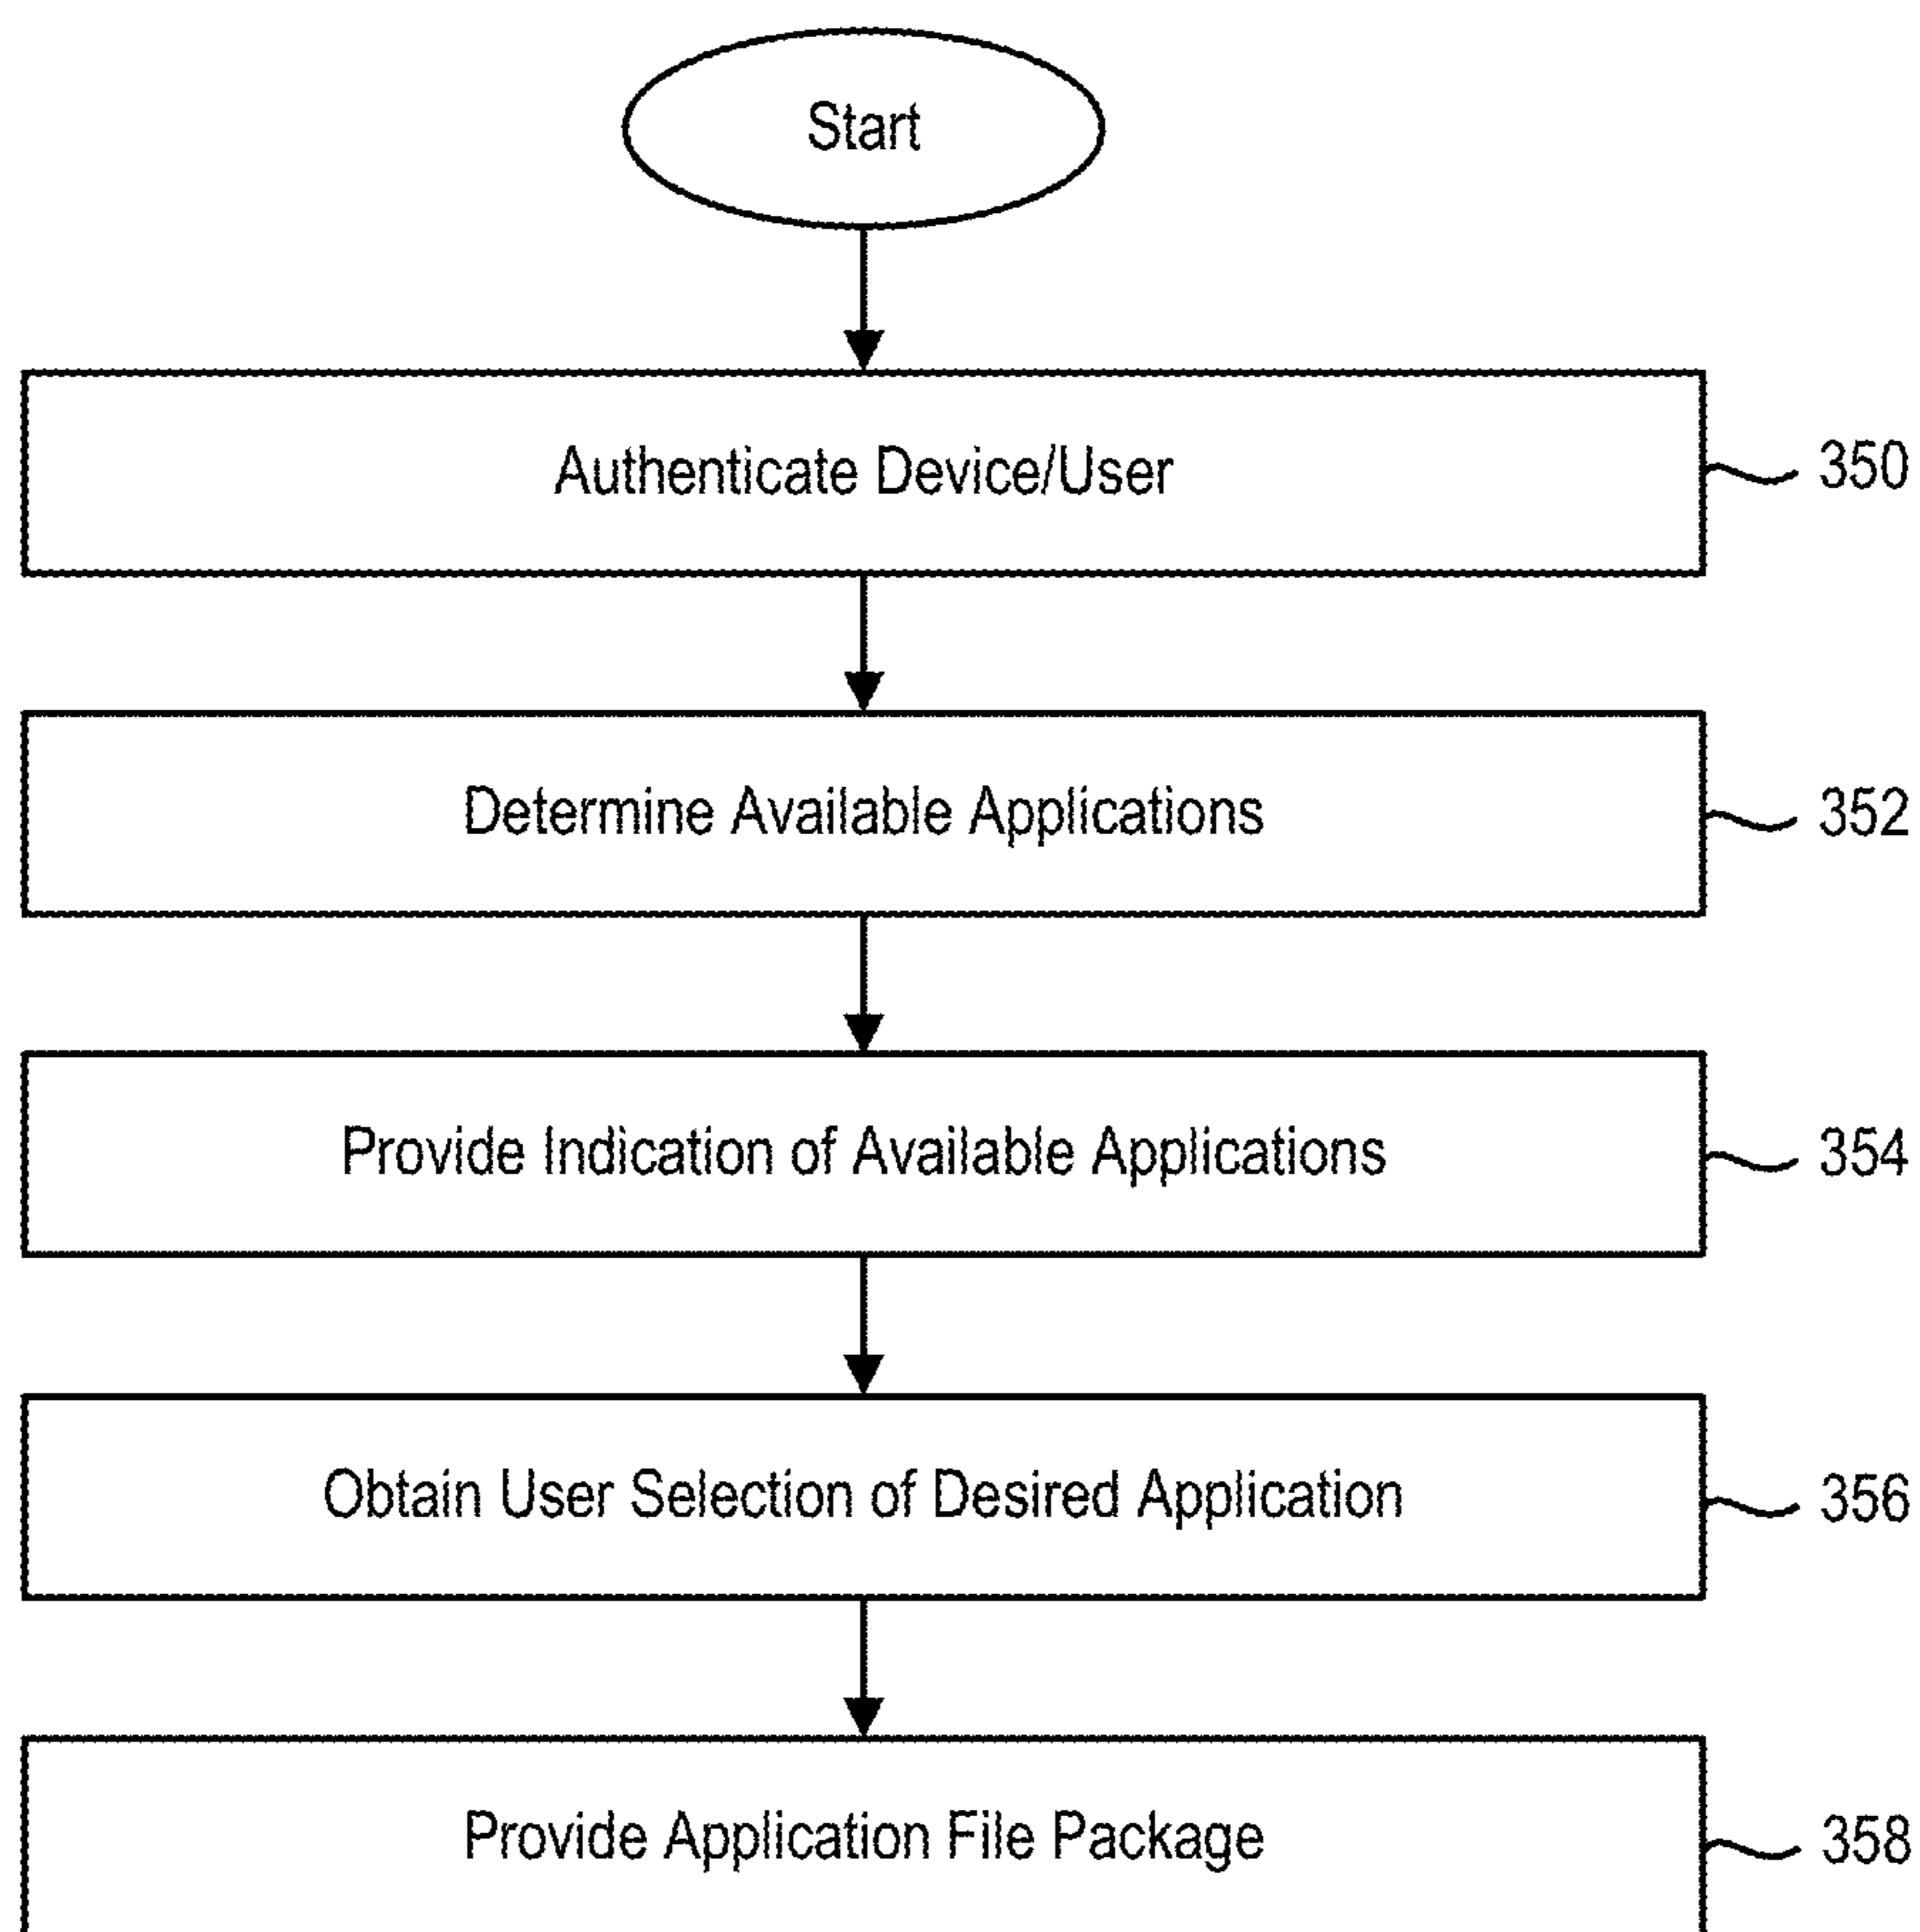 Start
Authenticate Device/User
350
Determine Available Applications
352
Provide Indication of Available Applications
354
Obtain User Selection of Desired Application
356
Provide Application File Package
358